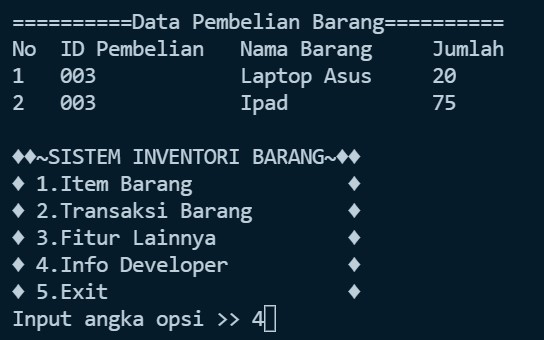 ==========Data Pembelian Barang==========
No ID Pembelian Nama Barang Jumlah
1 003 Laptop Asus 20
2 003 Ipad 75
♦♦~SISTEM INVENTORI BARANG~♦♦
♦ 1.Item Barang ♦
♦ 2.Transaksi Barang ♦
♦ 3.Fitur Lainnya ♦
♦ 4.Info Developer ♦
♦ 5.Exit ♦
Input angka opsi >> 4